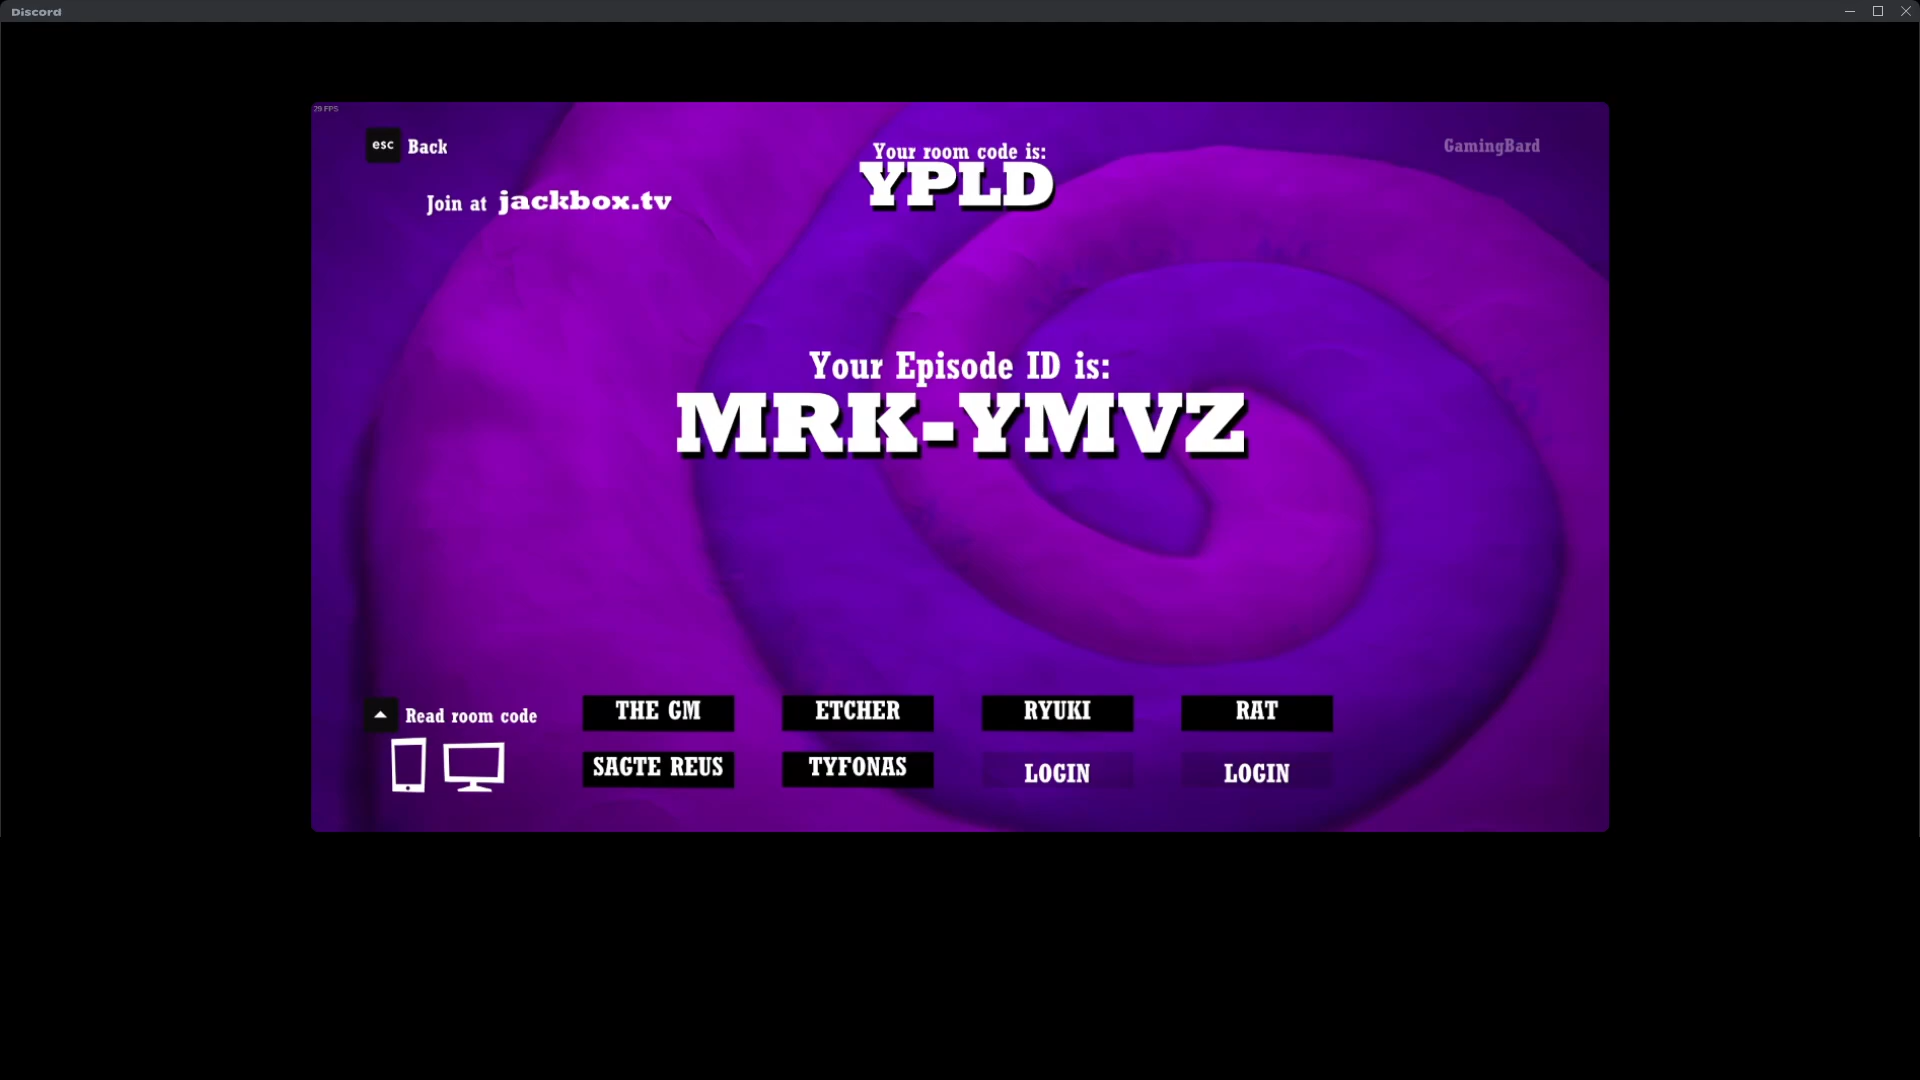 Discord
29 FPS
esc Back
Your room code is:
YPLD
GamingBard
Join at jackbox.tv
Your Episode ID is:
MRK-YMVZ
Read room code
THE GM
ETCHER
RYUKI
RAT
SAGTE REUS
TYFONAS
LOGIN
LOGIN